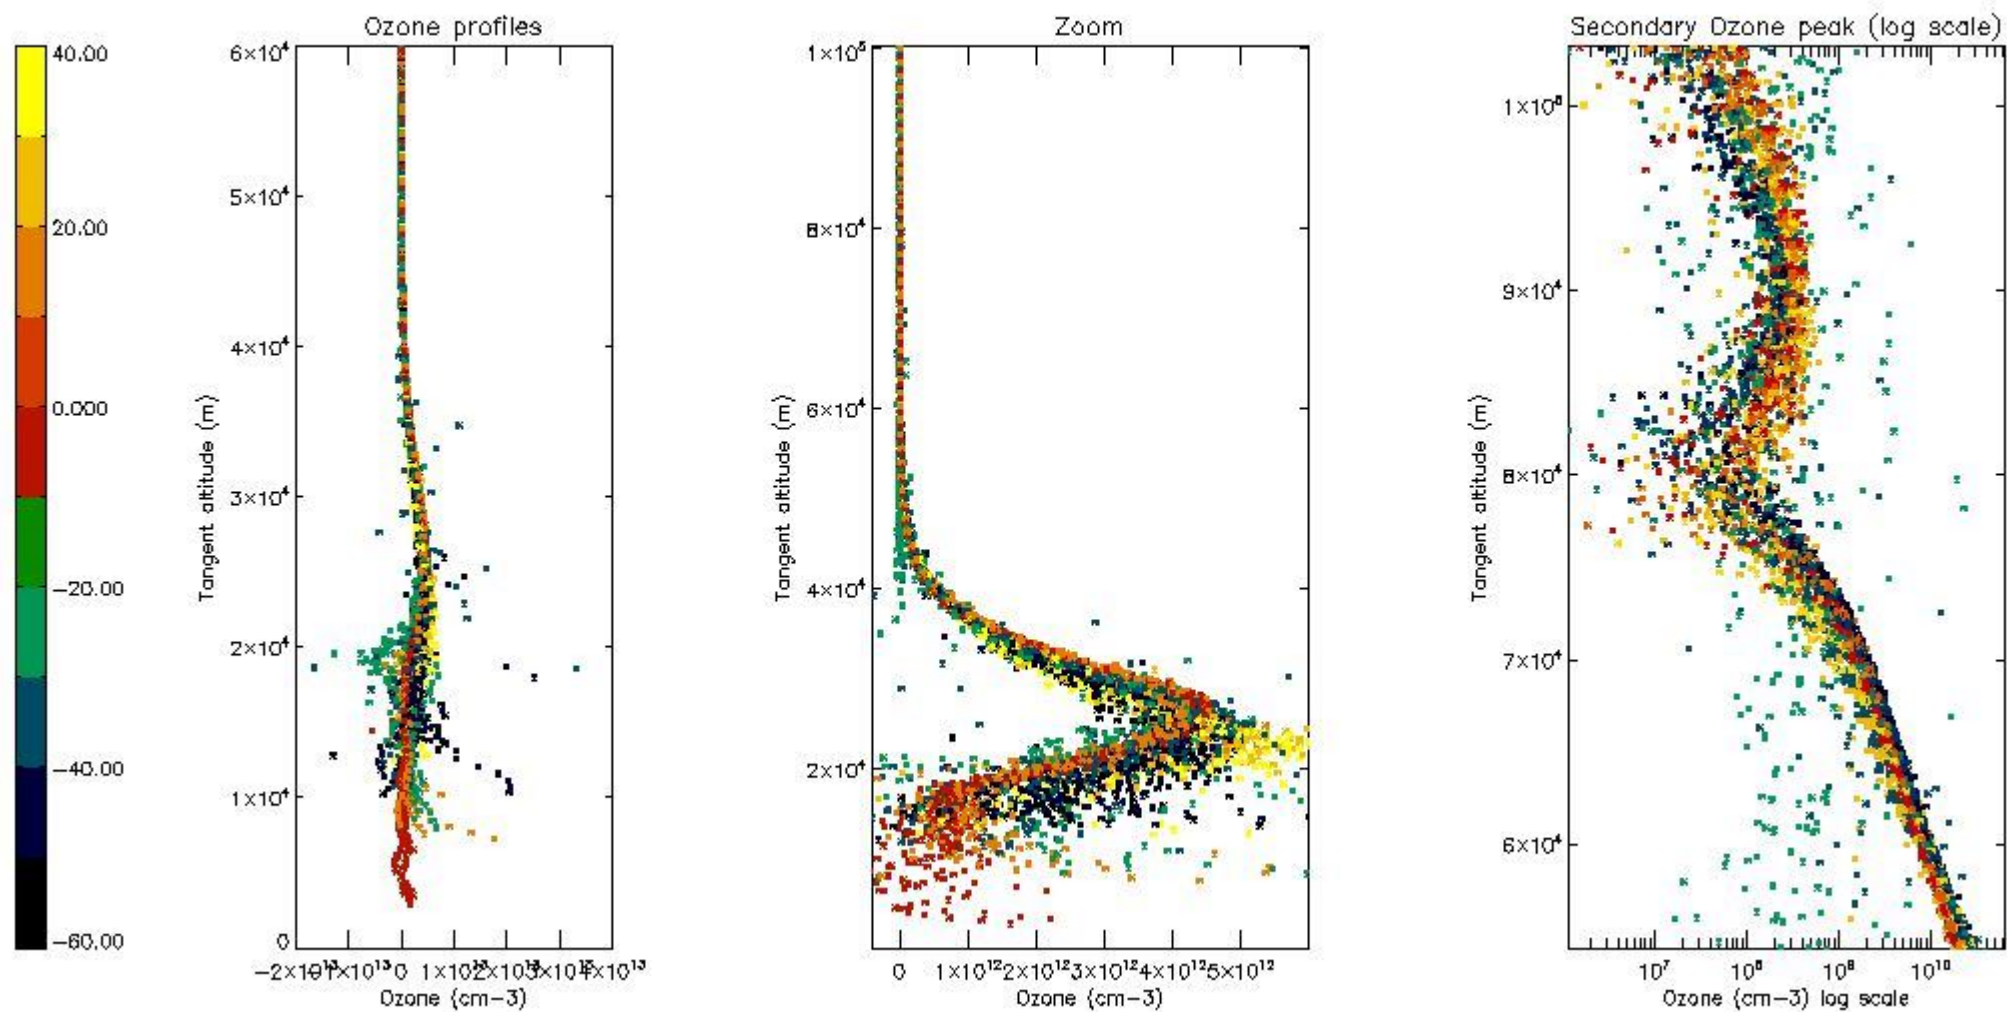 Ozone profiles
Zoom
Secondary Ozone peak (log scale)
40.00
20.00
0.000
−20.00
−40.00
−60.00
Tangent altitude (m)
6×10⁴
5×10⁴
4×10⁴
3×10⁴
2×10⁴
1×10⁴
0
0
Ozone (cm−3)
Tangent altitude (m)
1×10⁵
8×10⁴
6×10⁴
4×10⁴
2×10⁴
0 1×10¹² 2×10¹² 3×10¹² 4×10¹² 5×10¹²
Ozone (cm−3)
Tangent altitude (m)
9×10⁴
8×10⁴
7×10⁴
6×10⁴
10⁷ 10⁸ 10⁹ 10¹⁰
Ozone (cm−3) log scale